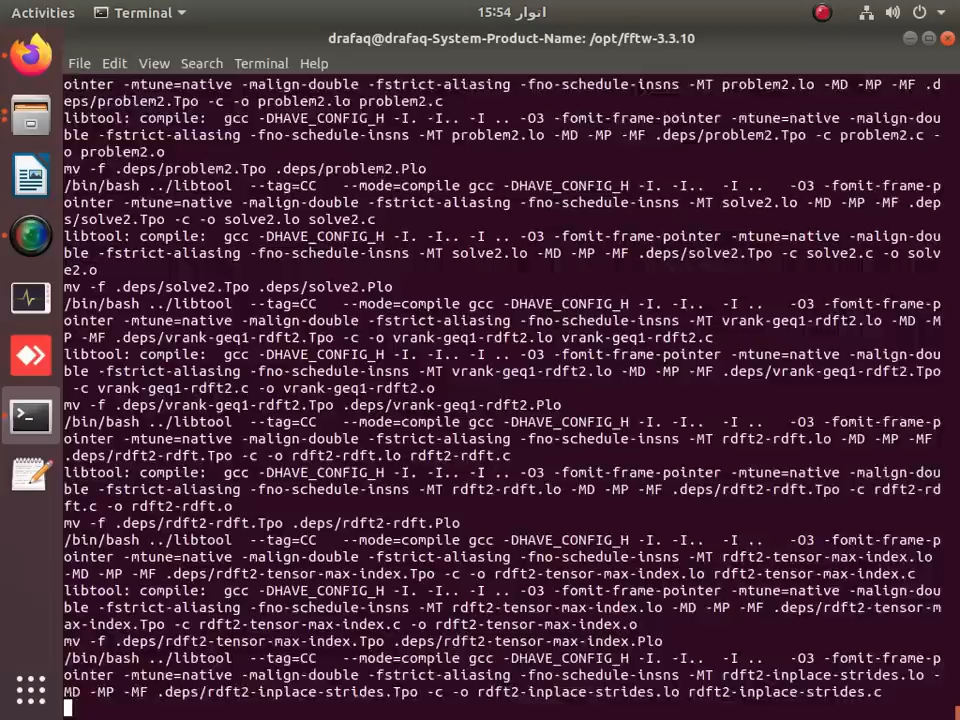 Activities Terminal 15:54 اتوار
drafaq@drafaq-System-Product-Name: /opt/fftw-3.3.10
File Edit View Search Terminal Help
ointer -mtune=native -malign-double -fstrict-aliasing -fno-schedule-insns -MT problem2.lo -MD -MP -MF .d
eps/problem2.Tpo -c -o problem2.lo problem2.c
libtool: compile:  gcc -DHAVE_CONFIG_H -I. -I.. -I .. -O3 -fomit-frame-pointer -mtune=native -malign-dou
ble -fstrict-aliasing -fno-schedule-insns -MT problem2.lo -MD -MP -MF .deps/problem2.Tpo -c problem2.c -
o problem2.o
mv -f .deps/problem2.Tpo .deps/problem2.Plo
/bin/bash ../libtool  --tag=CC   --mode=compile gcc -DHAVE_CONFIG_H -I. -I..  -I ..   -O3 -fomit-frame-p
ointer -mtune=native -malign-double -fstrict-aliasing -fno-schedule-insns -MT solve2.lo -MD -MP -MF .dep
s/solve2.Tpo -c -o solve2.lo solve2.c
libtool: compile:  gcc -DHAVE_CONFIG_H -I. -I.. -I .. -O3 -fomit-frame-pointer -mtune=native -malign-dou
ble -fstrict-aliasing -fno-schedule-insns -MT solve2.lo -MD -MP -MF .deps/solve2.Tpo -c solve2.c -o solv
e2.o
mv -f .deps/solve2.Tpo .deps/solve2.Plo
/bin/bash ../libtool  --tag=CC   --mode=compile gcc -DHAVE_CONFIG_H -I. -I..  -I ..   -O3 -fomit-frame-p
ointer -mtune=native -malign-double -fstrict-aliasing -fno-schedule-insns -MT vrank-geq1-rdft2.lo -MD -M
P -MF .deps/vrank-geq1-rdft2.Tpo -c -o vrank-geq1-rdft2.lo vrank-geq1-rdft2.c
libtool: compile:  gcc -DHAVE_CONFIG_H -I. -I.. -I .. -O3 -fomit-frame-pointer -mtune=native -malign-dou
ble -fstrict-aliasing -fno-schedule-insns -MT vrank-geq1-rdft2.lo -MD -MP -MF .deps/vrank-geq1-rdft2.Tpo
 -c vrank-geq1-rdft2.c -o vrank-geq1-rdft2.o
mv -f .deps/vrank-geq1-rdft2.Tpo .deps/vrank-geq1-rdft2.Plo
/bin/bash ../libtool  --tag=CC   --mode=compile gcc -DHAVE_CONFIG_H -I. -I..  -I ..   -O3 -fomit-frame-p
ointer -mtune=native -malign-double -fstrict-aliasing -fno-schedule-insns -MT rdft2-rdft.lo -MD -MP -MF 
.deps/rdft2-rdft.Tpo -c -o rdft2-rdft.lo rdft2-rdft.c
libtool: compile:  gcc -DHAVE_CONFIG_H -I. -I.. -I .. -O3 -fomit-frame-pointer -mtune=native -malign-dou
ble -fstrict-aliasing -fno-schedule-insns -MT rdft2-rdft.lo -MD -MP -MF .deps/rdft2-rdft.Tpo -c rdft2-rd
ft.c -o rdft2-rdft.o
mv -f .deps/rdft2-rdft.Tpo .deps/rdft2-rdft.Plo
/bin/bash ../libtool  --tag=CC   --mode=compile gcc -DHAVE_CONFIG_H -I. -I..  -I ..   -O3 -fomit-frame-p
ointer -mtune=native -malign-double -fstrict-aliasing -fno-schedule-insns -MT rdft2-tensor-max-index.lo 
-MD -MP -MF .deps/rdft2-tensor-max-index.Tpo -c -o rdft2-tensor-max-index.lo rdft2-tensor-max-index.c
libtool: compile:  gcc -DHAVE_CONFIG_H -I. -I.. -I .. -O3 -fomit-frame-pointer -mtune=native -malign-dou
ble -fstrict-aliasing -fno-schedule-insns -MT rdft2-tensor-max-index.lo -MD -MP -MF .deps/rdft2-tensor-m
ax-index.Tpo -c rdft2-tensor-max-index.c -o rdft2-tensor-max-index.o
mv -f .deps/rdft2-tensor-max-index.Tpo .deps/rdft2-tensor-max-index.Plo
/bin/bash ../libtool  --tag=CC   --mode=compile gcc -DHAVE_CONFIG_H -I. -I..  -I ..   -O3 -fomit-frame-p
ointer -mtune=native -malign-double -fstrict-aliasing -fno-schedule-insns -MT rdft2-inplace-strides.lo -
MD -MP -MF .deps/rdft2-inplace-strides.Tpo -c -o rdft2-inplace-strides.lo rdft2-inplace-strides.c